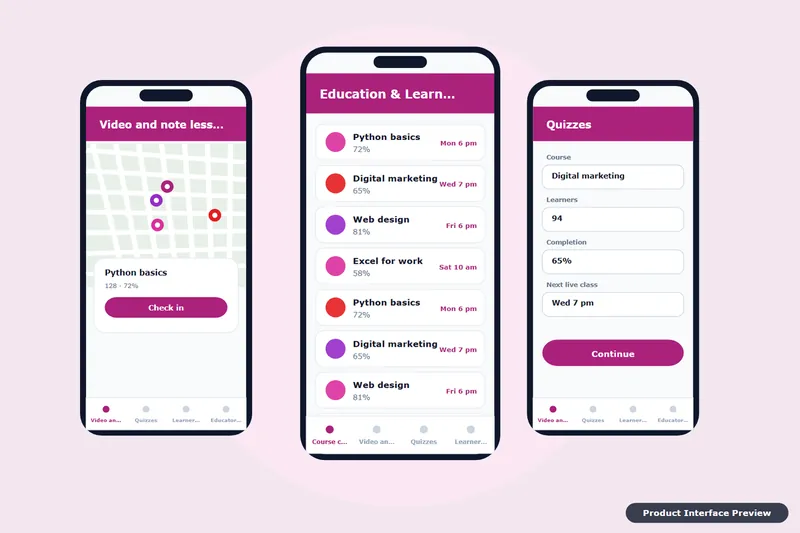 Video and note less...
Python basics
128 - 72%
Check in
Video an...
Quizzes
Learner...
Educator...
Education & Learn...
Python basics
72%
Mon 6 pm
Digital marketing
65%
Wed 7 pm
Web design
81%
Fri 6 pm
Excel for work
58%
Sat 10 am
Python basics
72%
Mon 6 pm
Digital marketing
65%
Wed 7 pm
Web design
81%
Fri 6 pm
Course c...
Video an...
Quizzes
Learner...
Quizzes
Course
Digital marketing
Learners
94
Completion
65%
Next live class
Wed 7 pm
Continue
Video an...
Quizzes
Learner...
Educator...
Product Interface Preview